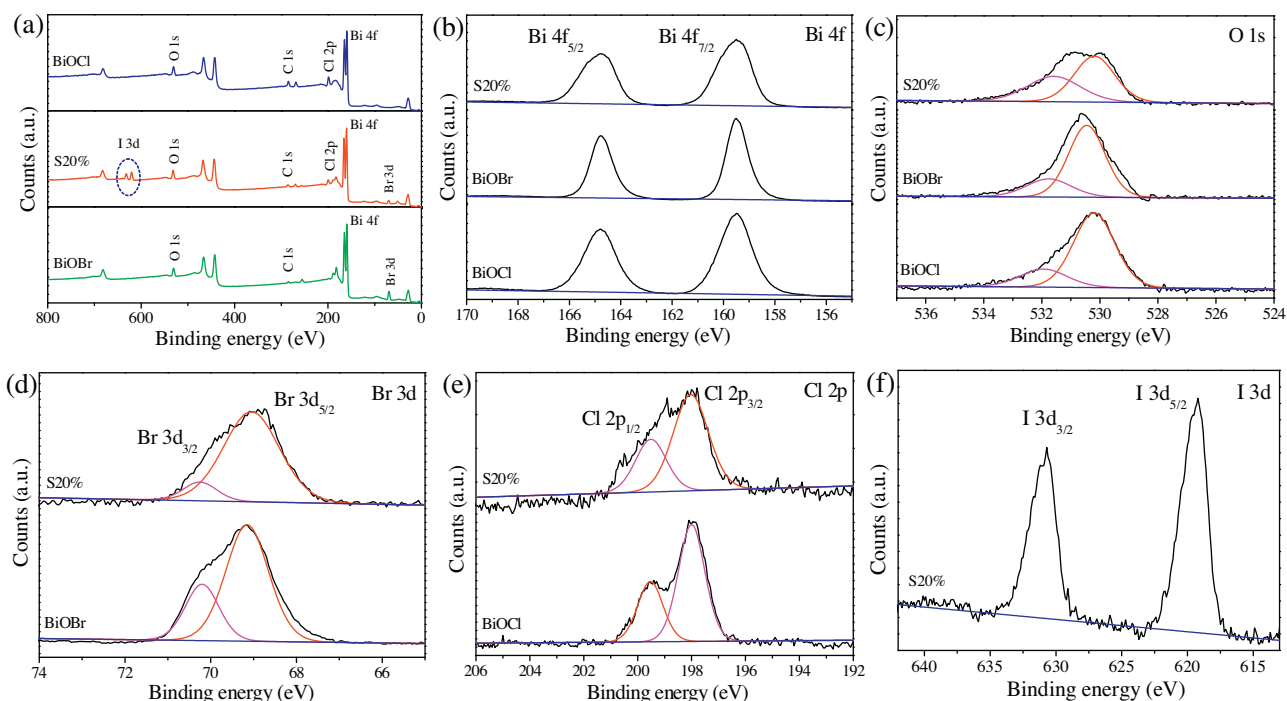 (a)
BiOCl
O 1s
C 1s
Cl 2p
Bi 4f
I 3d
S20%
O 1s
C 1s
Cl 2p
Bi 4f
Br 3d
BiOBr
O 1s
C 1s
Bi 4f
Br 3d
Counts (a.u.)
800 600 400 200 0
Binding energy (eV)
(b)
Bi 4f5/2
Bi 4f7/2
Bi 4f
S20%
BiOBr
BiOCl
Counts (a.u.)
170 168 166 164 162 160 158 156 154
Binding energy (eV)
(c)
O 1s
S20%
BiOBr
BiOCl
Counts (a.u.)
536 534 532 530 528 526 524
Binding energy (eV)
(d)
Br 3d
Br 3d5/2
Br 3d3/2
S20%
BiOBr
Counts (a.u.)
74 72 70 68 66
Binding energy (eV)
(e)
Cl 2p
Cl 2p3/2
Cl 2p1/2
S20%
BiOCl
Counts (a.u.)
206 204 202 200 199 198 196 194 192
Binding energy (eV)
(f)
I 3d
I 3d5/2
I 3d3/2
S20%
Counts (a.u.)
640 635 630 625 619 613
Binding energy (eV)